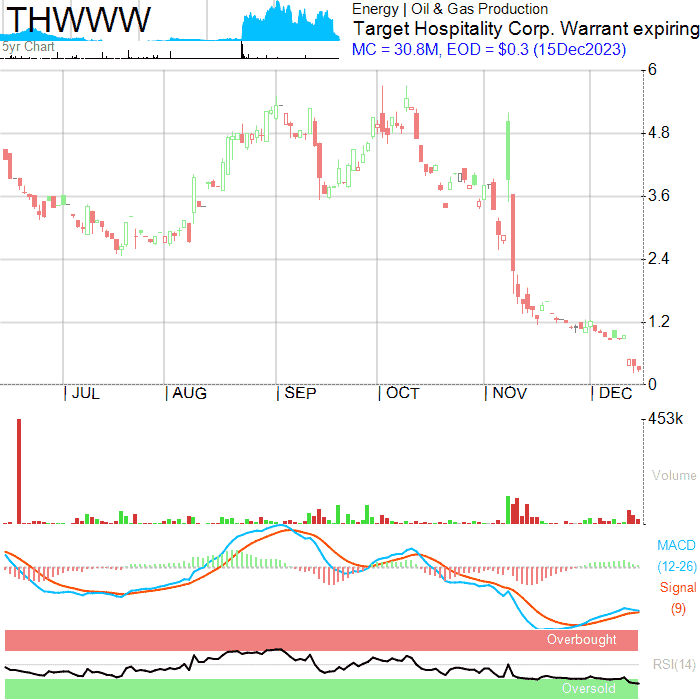 THWWW
5yr Chart
Energy | Oil & Gas Production
Target Hospitality Corp. Warrant expiring
MC = 30.8M, EOD = $0.3 (15Dec2023)
6
4.8
3.6
2.4
1.2
0
| JUL | AUG | SEP | OCT | NOV | DEC
453k
Volume
MACD
(12-26)
Signal
(9)
Overbought
RSI(14)
Oversold